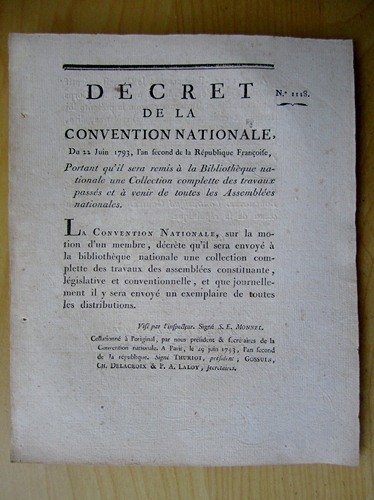 DÉCRET
N.° 1118.
DE LA
CONVENTION NATIONALE,
Du 22 Juin 1793, l'an second de la République Françoise,
Portant qu'il sera remis à la Bibliothèque na-
tionale une Collection complette des travaux
passés et à venir de toutes les Assemblées
nationales.
LA CONVENTION NATIONALE, sur la mo-
tion d'un membre, décrète qu'il sera envoyé à
la bibliothèque nationale une collection com-
plette des travaux des assemblées constituante,
législative et conventionnelle, et que journelle-
ment il y sera envoyé un exemplaire de toutes
les distributions.
Visé par l'inspecteur. Signé S. E. MONNEL.
Collationné à l'original, par nous président & secrétaires de la
Convention nationale. A Paris, le 29 juin 1793, l'an second
de la république. Signé THURIOT, président; GOSSUIN,
CH. DELACROIX & P. A. LALOY, secrétaires.